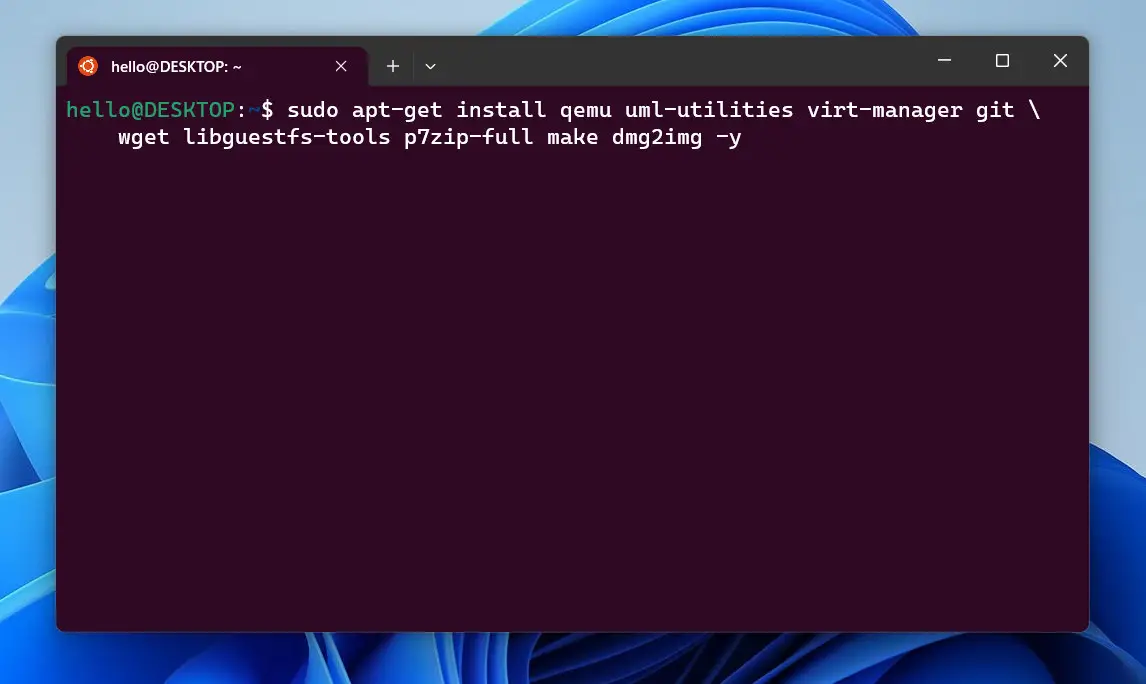 hello@DESKTOP: ~
hello@DESKTOP:~$ sudo apt-get install qemu uml-utilities virt-manager git \
wget libguestfs-tools p7zip-full make dmg2img -y